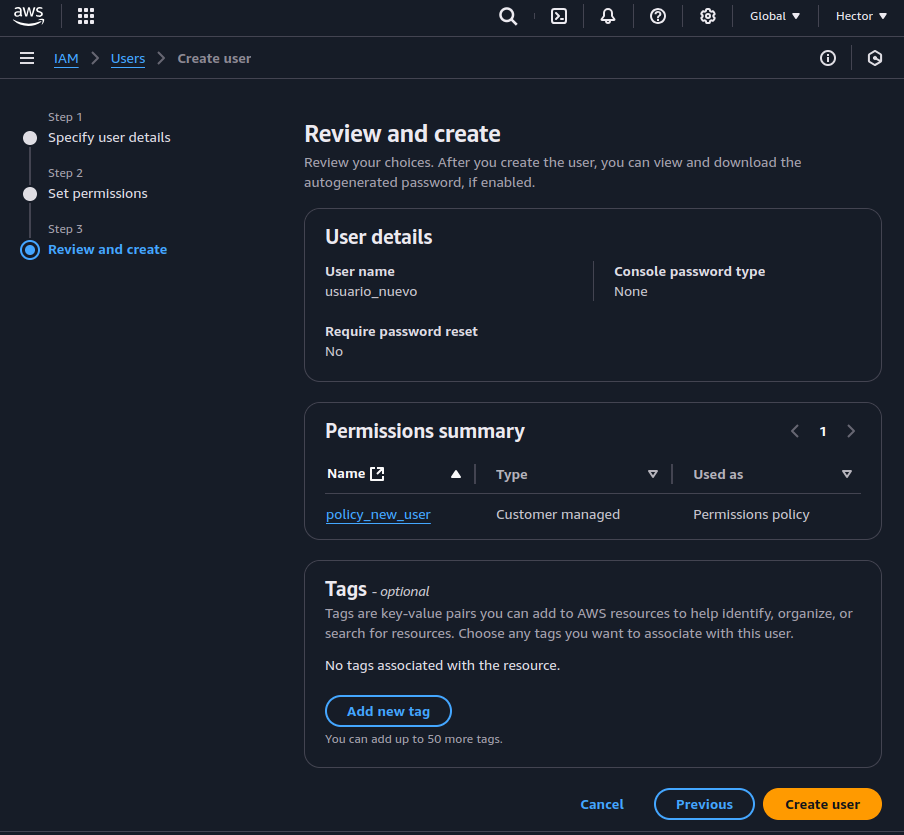 aws
Global
Hector
IAM
Users
Create user
Step 1
Specify user details
Step 2
Set permissions
Step 3
Review and create
Review and create
Review your choices. After you create the user, you can view and download the
autogenerated password, if enabled.
User details
User name
usuario_nuevo
Console password type
None
Require password reset
No
Permissions summary
1
Name
Type
Used as
policy_new_user
Customer managed
Permissions policy
Tags - optional
Tags are key-value pairs you can add to AWS resources to help identify, organize, or
search for resources. Choose any tags you want to associate with this user.
No tags associated with the resource.
Add new tag
You can add up to 50 more tags.
Cancel
Previous
Create user